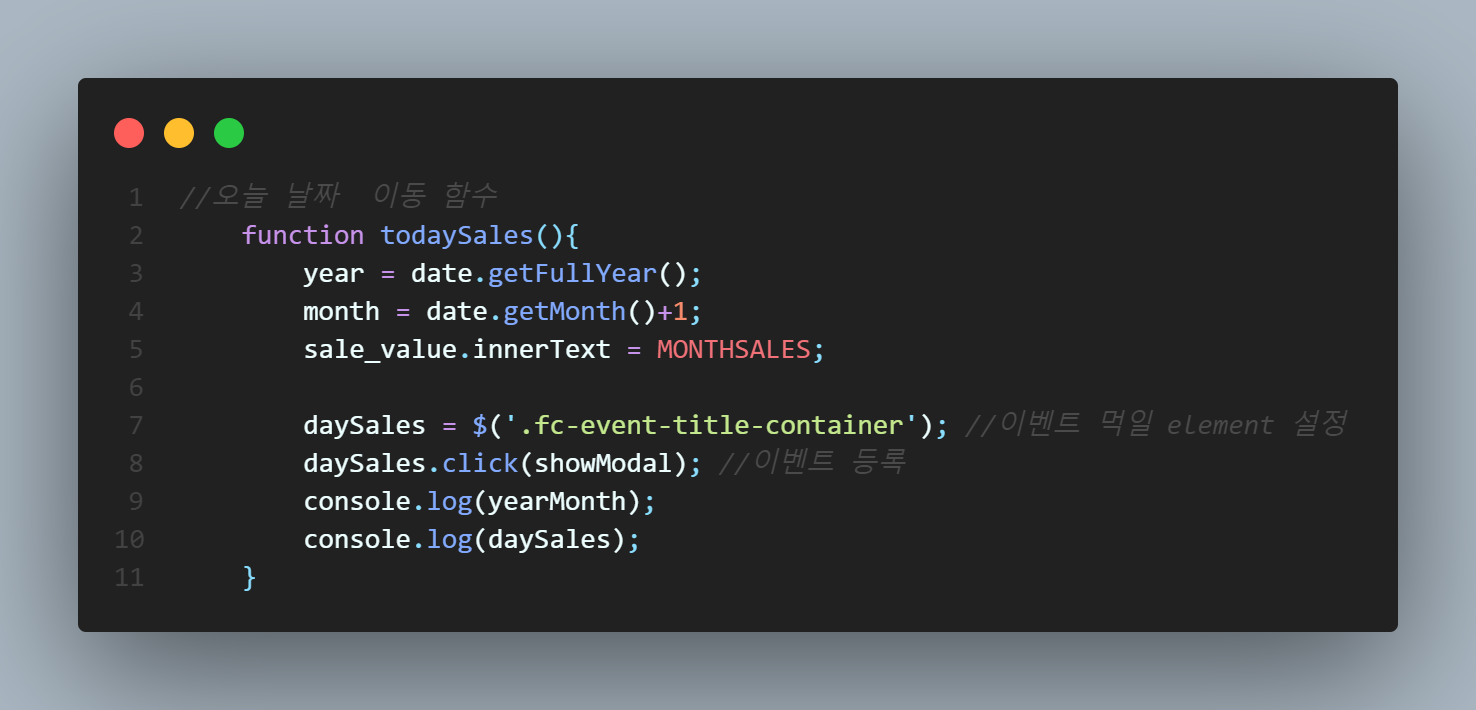 1 //오늘 날짜  이동 함수
2     function todaySales(){
3         year = date.getFullYear();
4         month = date.getMonth()+1;
5         sale_value.innerText = MONTHSALES;
6
7         daySales = $('.fc-event-title-container'); //이벤트 먹일 element 설정
8         daySales.click(showModal); //이벤트 등록
9         console.log(yearMonth);
10         console.log(daySales);
11     }